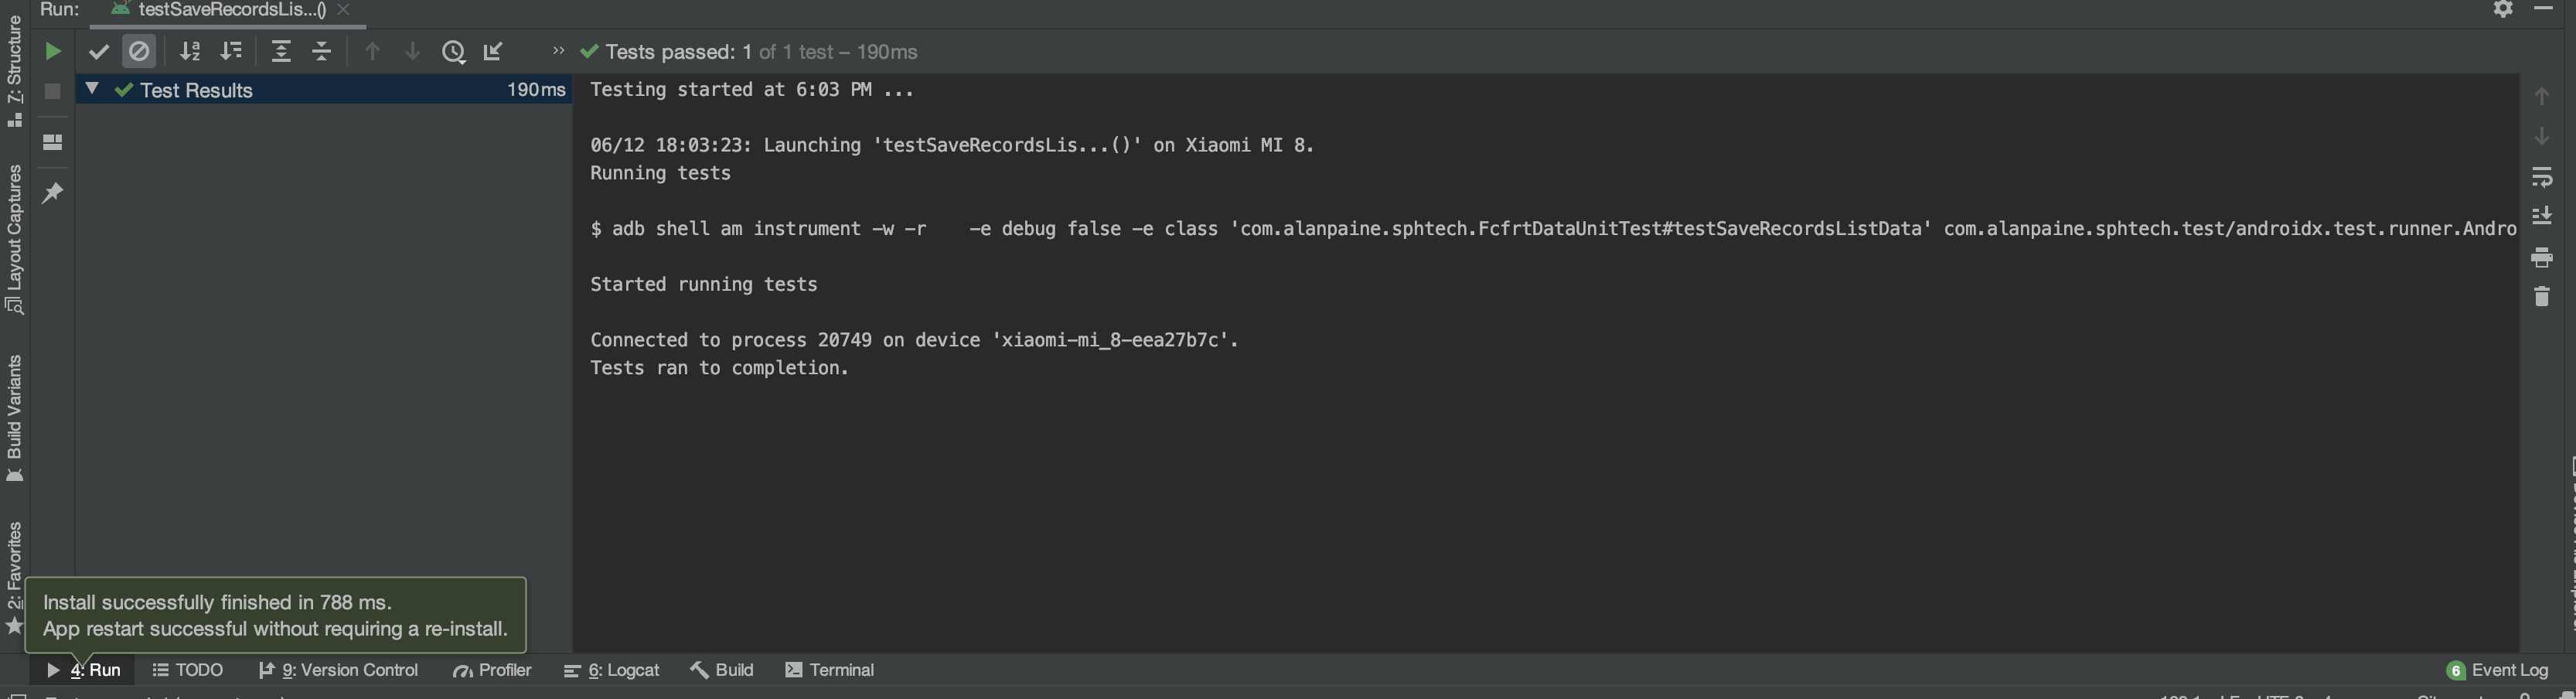 Run:
testSaveRecordsLis...()
Tests passed: 1 of 1 test – 190ms
Test Results
190ms
Testing started at 6:03 PM ...
06/12 18:03:23: Launching 'testSaveRecordsLis...()' on Xiaomi MI 8.
Running tests
$ adb shell am instrument -w -r    -e debug false -e class 'com.alanpaine.sphtech.FcfrtDataUnitTest#testSaveRecordsListData' com.alanpaine.sphtech.test/androidx.test.runner.Andro
Started running tests
Connected to process 20749 on device 'xiaomi-mi_8-eea27b7c'.
Tests ran to completion.
7: Structure
Layout Captures
Build Variants
2: Favorites
Install successfully finished in 788 ms.
App restart successful without requiring a re-install.
4: Run
TODO
9: Version Control
Profiler
6: Logcat
Build
Terminal
6 Event Log